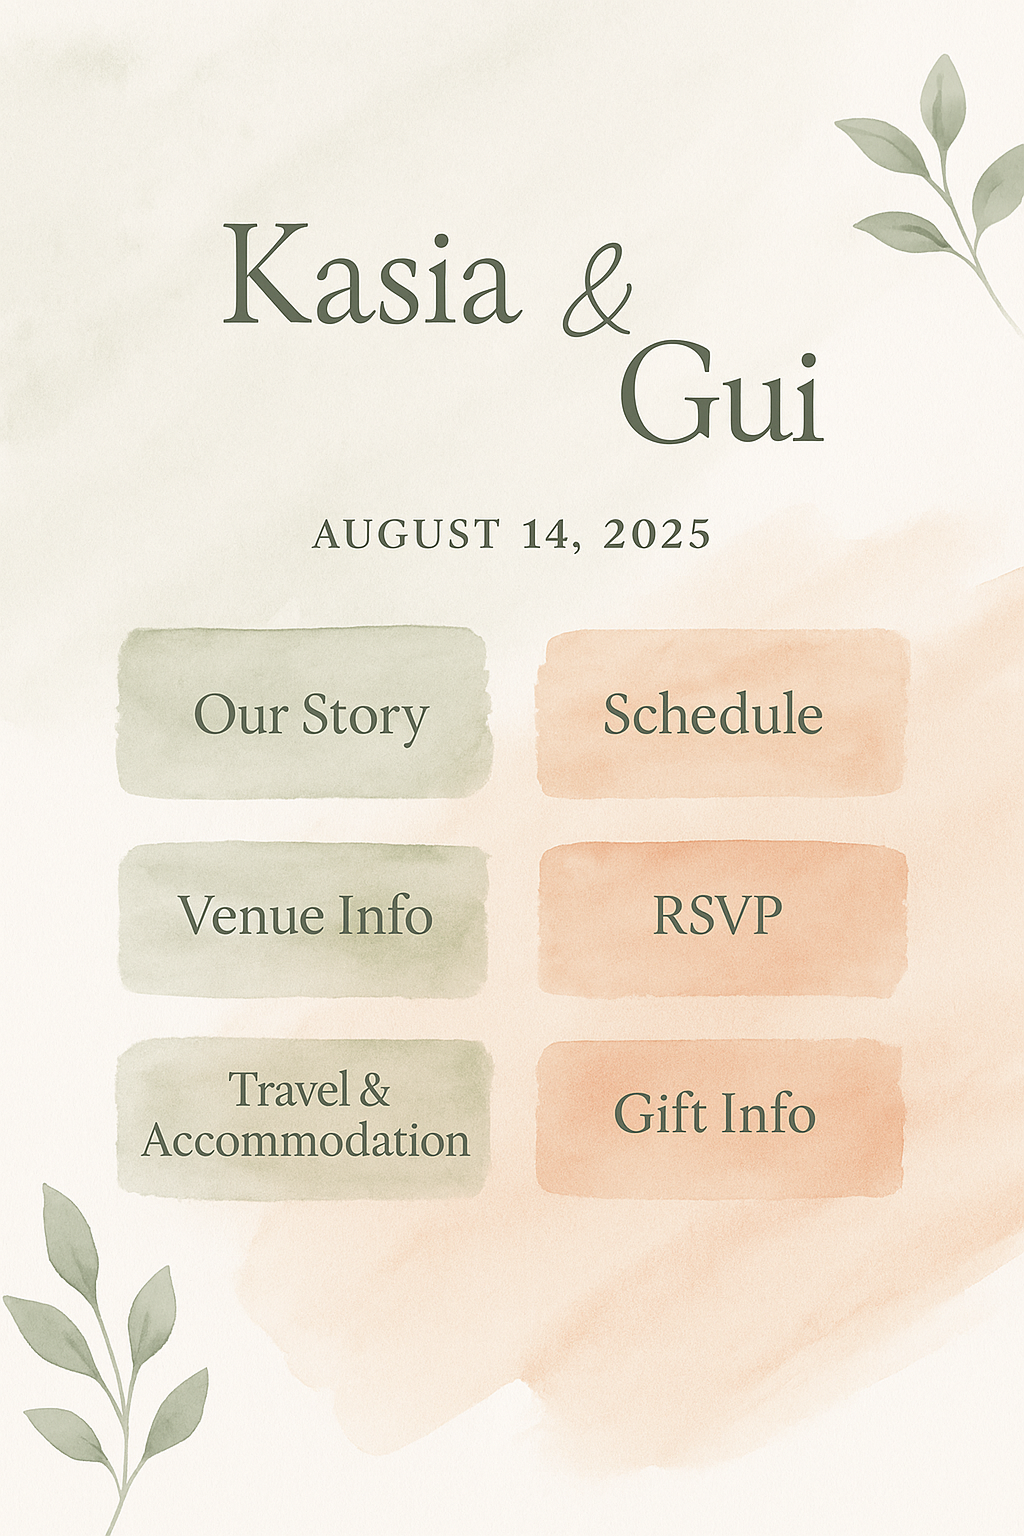 Kasia &
Gui
AUGUST 14, 2025
Our Story
Schedule
Venue Info
RSVP
Travel &
Accommodation
Gift Info